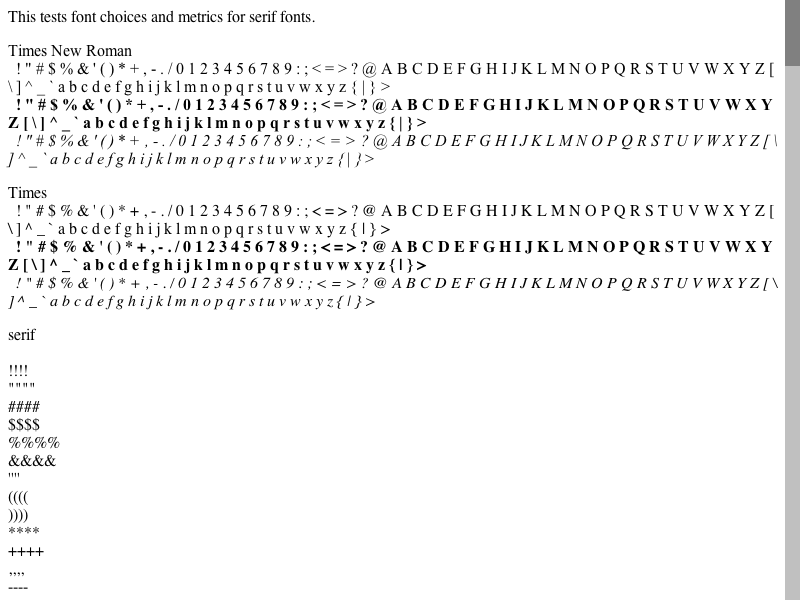 This tests font choices and metrics for serif fonts.
Times New Roman
! " # $ % & ' ( ) * + , - . / 0 1 2 3 4 5 6 7 8 9 : ; < = > ? @ A B C D E F G H I J K L M N O P Q R S T U V W X Y Z [
\ ] ^ _ ` a b c d e f g h i j k l m n o p q r s t u v w x y z { | } >
! " # $ % & ' ( ) * + , - . / 0 1 2 3 4 5 6 7 8 9 : ; < = > ? @ A B C D E F G H I J K L M N O P Q R S T U V W X Y
Z [ \ ] ^ _ ` a b c d e f g h i j k l m n o p q r s t u v w x y z { | } >
! " # $ % & ' ( ) * + , - . / 0 1 2 3 4 5 6 7 8 9 : ; < = > ? @ A B C D E F G H I J K L M N O P Q R S T U V W X Y Z [ \
] ^ _ ` a b c d e f g h i j k l m n o p q r s t u v w x y z { | } >
Times
! " # $ % & ' ( ) * + , - . / 0 1 2 3 4 5 6 7 8 9 : ; < = > ? @ A B C D E F G H I J K L M N O P Q R S T U V W X Y Z [
\ ] ^ _ ` a b c d e f g h i j k l m n o p q r s t u v w x y z { | } >
! " # $ % & ' ( ) * + , - . / 0 1 2 3 4 5 6 7 8 9 : ; < = > ? @ A B C D E F G H I J K L M N O P Q R S T U V W X Y
Z [ \ ] ^ _ ` a b c d e f g h i j k l m n o p q r s t u v w x y z { | } >
! " # $ % & ' ( ) * + , - . / 0 1 2 3 4 5 6 7 8 9 : ; < = > ? @ A B C D E F G H I J K L M N O P Q R S T U V W X Y Z [ \
] ^ _ ` a b c d e f g h i j k l m n o p q r s t u v w x y z { | } >
serif
!!!!
""""
####
$$$$
%%%%
&&&&
''''
((((
))))
****
++++
,,,,
----